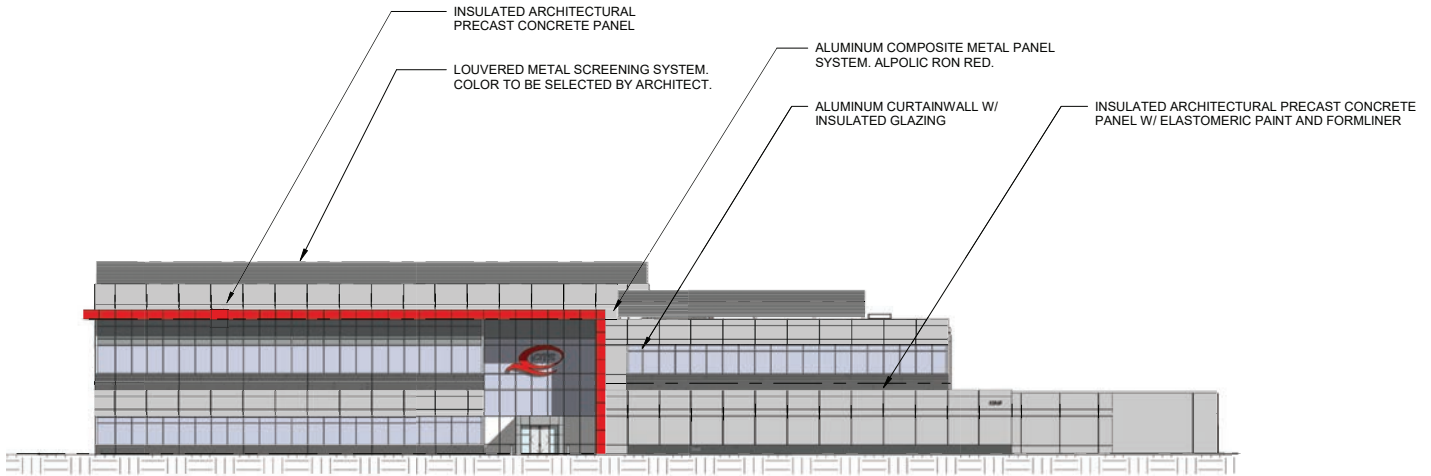 INSULATED ARCHITECTURAL
PRECAST CONCRETE PANEL
LOUVERED METAL SCREENING SYSTEM.
COLOR TO BE SELECTED BY ARCHITECT.
ALUMINUM COMPOSITE METAL PANEL
SYSTEM. ALPOLIC RON RED.
ALUMINUM CURTAINWALL W/
INSULATED GLAZING
INSULATED ARCHITECTURAL PRECAST CONCRETE
PANEL W/ ELASTOMERIC PAINT AND FORMLINER